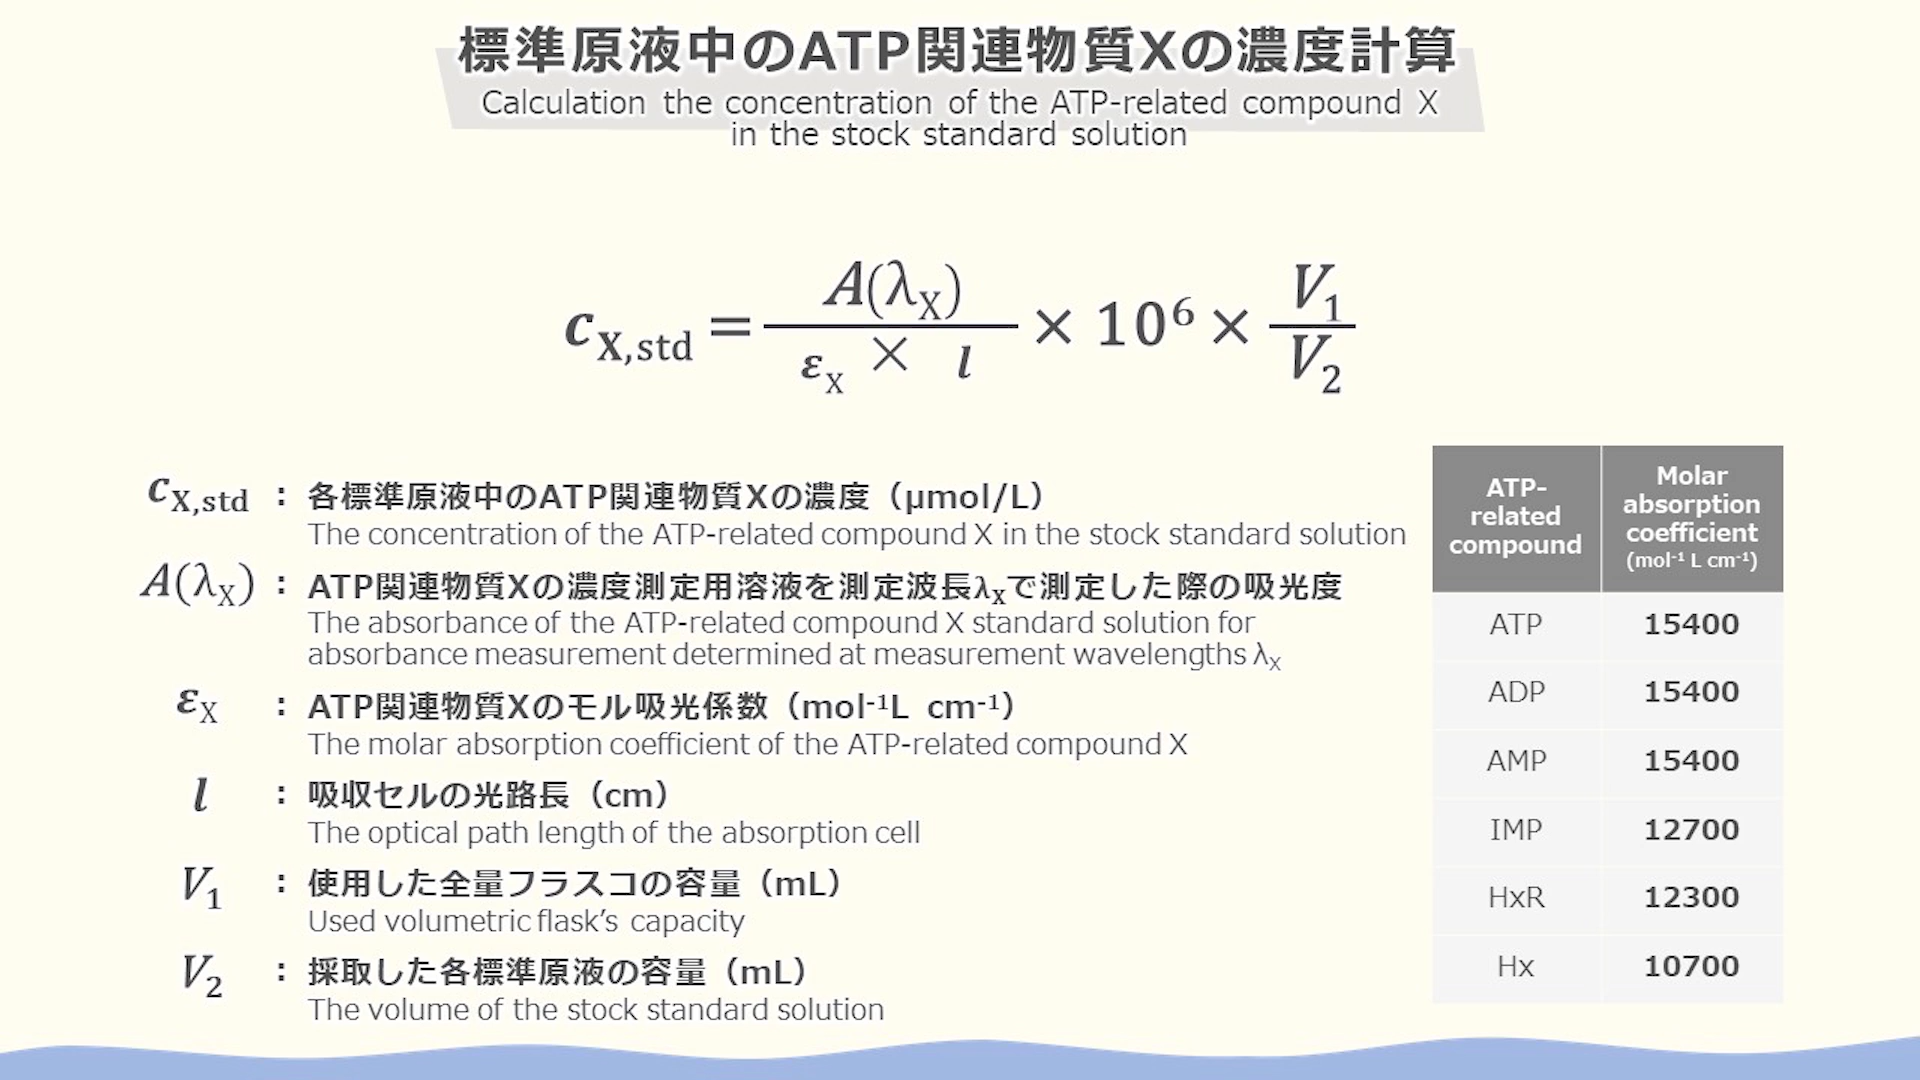 標準原液中のATP関連物質Xの濃度計算
Calculation the concentration of the ATP-related compound X
in the stock standard solution
c_X,std = A(λ_X) / (ε_X × l) × 10⁶ × V₁ / V₂
c_X,std : 各標準原液中のATP関連物質Xの濃度（μmol/L）
The concentration of the ATP-related compound X in the stock standard solution
A(λ_X) : ATP関連物質Xの濃度測定用溶液を測定波長λ_Xで測定した際の吸光度
The absorbance of the ATP-related compound X standard solution for
absorbance measurement determined at measurement wavelengths λ_X
ε_X : ATP関連物質Xのモル吸光係数（mol⁻¹L cm⁻¹）
The molar absorption coefficient of the ATP-related compound X
l : 吸収セルの光路長（cm）
The optical path length of the absorption cell
V₁ : 使用した全量フラスコの容量（mL）
Used volumetric flask’s capacity
V₂ : 採取した各標準原液の容量（mL）
The volume of the stock standard solution
ATP-
related
compound
Molar
absorption
coefficient
(mol⁻¹ L cm⁻¹)
ATP 15400
ADP 15400
AMP 15400
IMP 12700
HxR 12300
Hx 10700